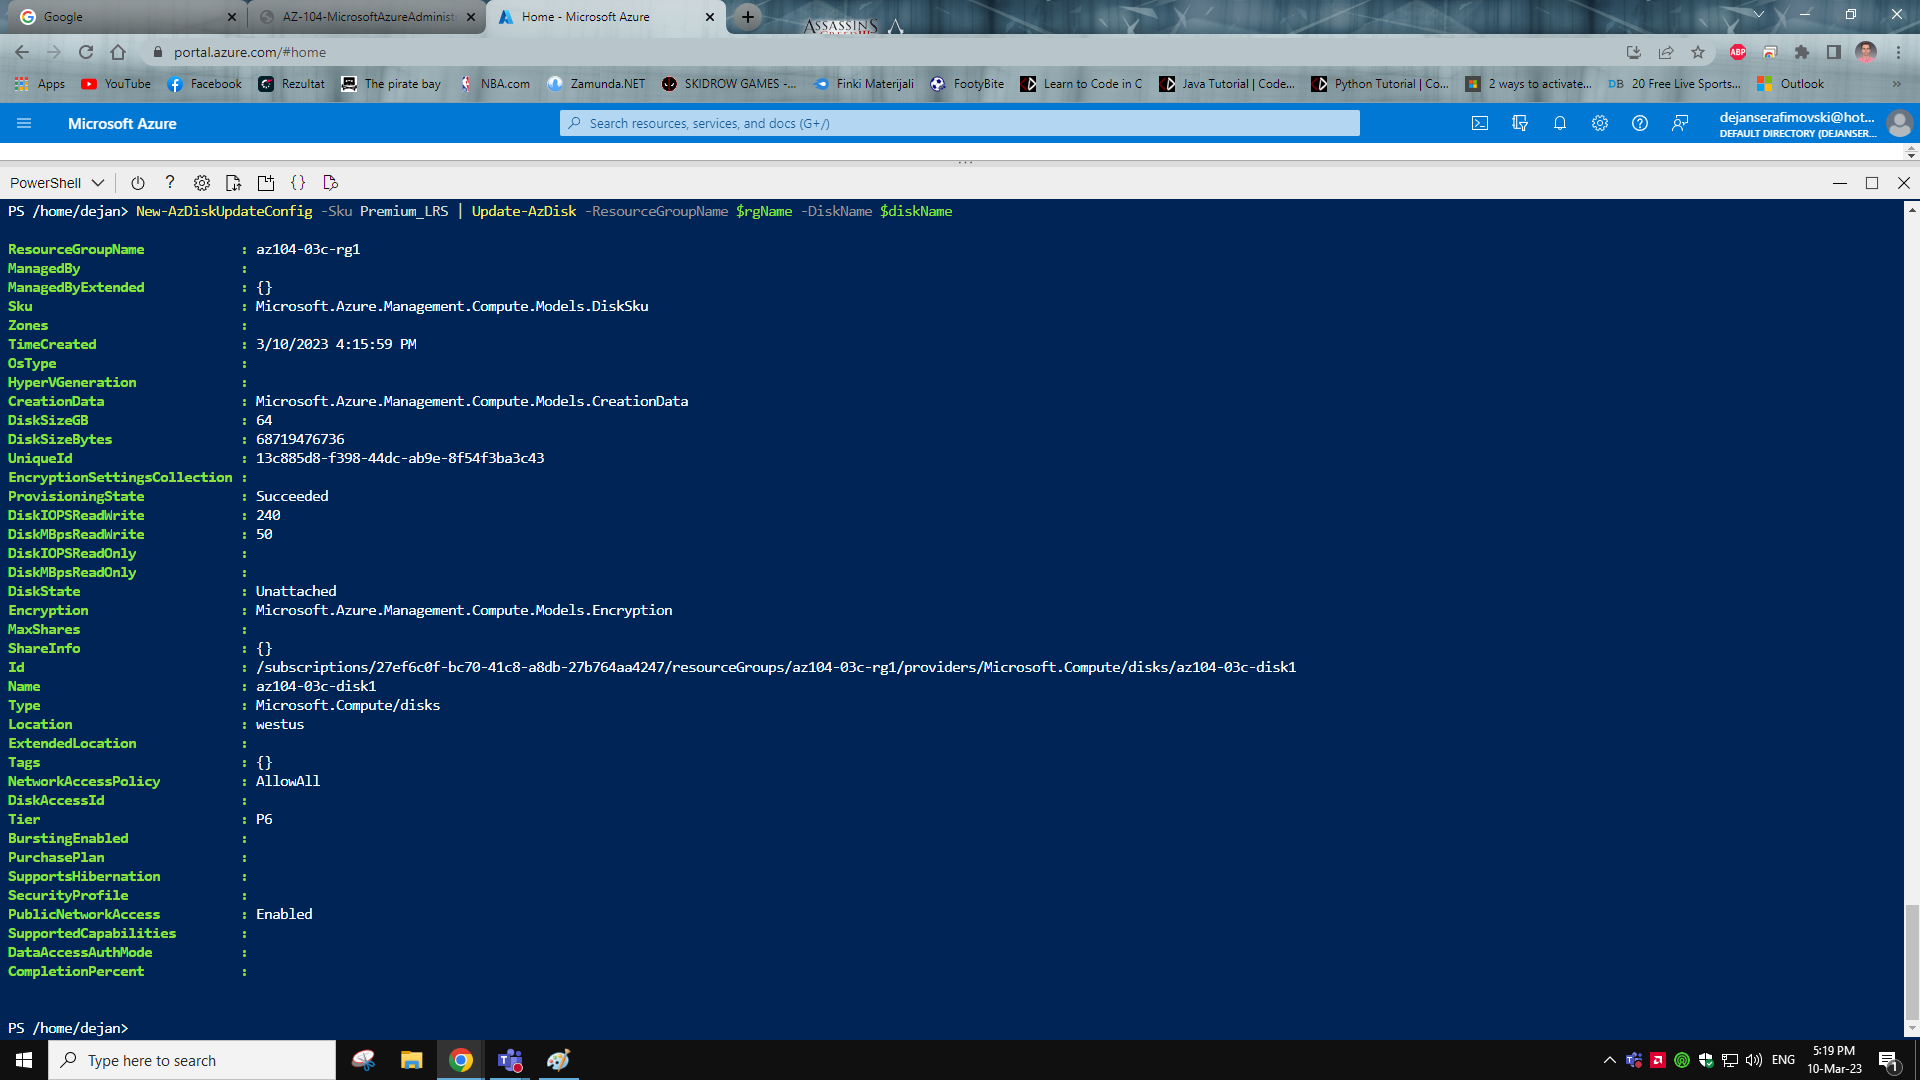 Google
AZ-104-MicrosoftAzureAdminist
Home - Microsoft Azure
ASSASSINS
portal.azure.com/#home
ABP
Apps
YouTube
Facebook
Rezultat
The pirate bay
NBA.com
Zamunda.NET
SKIDROW GAMES -...
Finki Materijali
FootyBite
Learn to Code in C
Java Tutorial | Code...
Python Tutorial | Co...
2 ways to activate...
DB 20 Free Live Sports...
Outlook
»
Microsoft Azure
Search resources, services, and docs (G+/)
dejanserafimovski@hot...
DEFAULT DIRECTORY (DEJANSER...
PowerShell
PS /home/dejan> New-AzDiskUpdateConfig -Sku Premium_LRS | Update-AzDisk -ResourceGroupName $rgName -DiskName $diskName
ResourceGroupName : az104-03c-rg1
ManagedBy :
ManagedByExtended : {}
Sku : Microsoft.Azure.Management.Compute.Models.DiskSku
Zones :
TimeCreated : 3/10/2023 4:15:59 PM
OsType :
HyperVGeneration :
CreationData : Microsoft.Azure.Management.Compute.Models.CreationData
DiskSizeGB : 64
DiskSizeBytes : 68719476736
UniqueId : 13c885d8-f398-44dc-ab9e-8f54f3ba3c43
EncryptionSettingsCollection :
ProvisioningState : Succeeded
DiskIOPSReadWrite : 240
DiskMBpsReadWrite : 50
DiskIOPSReadOnly :
DiskMBpsReadOnly :
DiskState : Unattached
Encryption : Microsoft.Azure.Management.Compute.Models.Encryption
MaxShares :
ShareInfo : {}
Id : /subscriptions/27ef6c0f-bc70-41c8-a8db-27b764aa4247/resourceGroups/az104-03c-rg1/providers/Microsoft.Compute/disks/az104-03c-disk1
Name : az104-03c-disk1
Type : Microsoft.Compute/disks
Location : westus
ExtendedLocation :
Tags : {}
NetworkAccessPolicy : AllowAll
DiskAccessId :
Tier : P6
BurstingEnabled :
PurchasePlan :
SupportsHibernation :
SecurityProfile :
PublicNetworkAccess : Enabled
SupportedCapabilities :
DataAccessAuthMode :
CompletionPercent :
PS /home/dejan>
Type here to search
ENG
5:19 PM
10-Mar-23
1